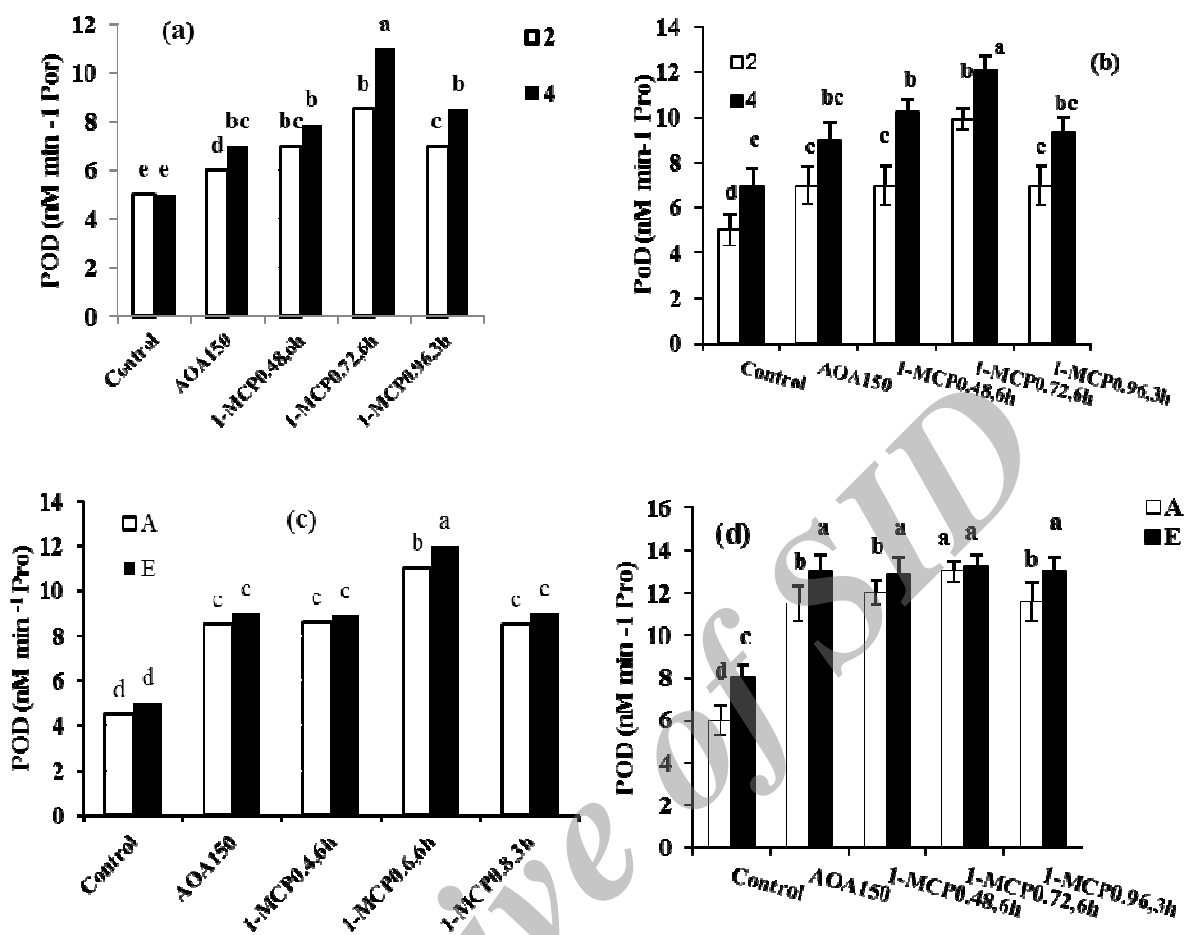 (a)
POD (nM min -1 Por)
12
10
8
6
4
2
0
2
4
e e d bc bc b b a c b
Control
AOA150
1-MCP0.48,6h
1-MCP0.72,6h
1-MCP0.96,3h
(b)
PoD (nM min-1 Pro)
14
12
10
8
6
4
2
0
2
4
d c c bc c b b a c bc
Control
AOA150
1-MCP0.48,6h
1-MCP0.72,6h
1-MCP0.96,3h
(c)
POD (nM min -1 Pro)
14
12
10
8
6
4
2
0
A
E
d d c c c c b a c c
Control
AOA150
1-MCP0.4,6h
1-MCP0.6,6h
1-MCP0.8,3h
(d)
POD (nM min -1 Pro)
16
14
12
10
8
6
4
2
0
A
E
d c b a b a a a b a
Control
AOA150
1-MCP0.48,6h
1-MCP0.72,6h
1-MCP0.96,3h
ive of SID